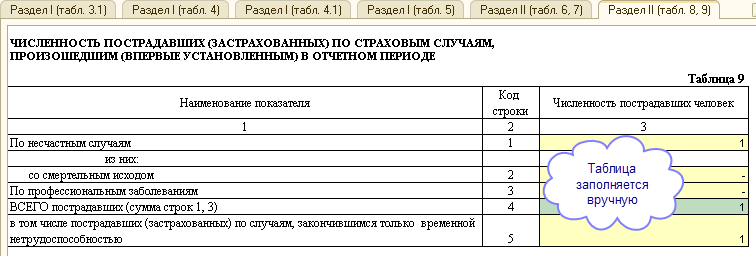 Раздел I (табл. 3.1) Раздел I (табл. 4) Раздел I (табл. 4.1) Раздел I (табл. 5) Раздел II (табл. 6, 7) Раздел II (табл. 8, 9)
ЧИСЛЕННОСТЬ ПОСТРАДАВШИХ (ЗАСТРАХОВАННЫХ) ПО СТРАХОВЫМ СЛУЧАЯМ,
ПРОИЗОШЕДШИМ (ВПЕРВЫЕ УСТАНОВЛЕННЫМ) В ОТЧЕТНОМ ПЕРИОДЕ
Таблица 9
Наименование показателя Код строки Численность пострадавших человек
1 2 3
По несчастным случаям 1 1
из них:
со смертельным исходом 2 -
По профессиональным заболеваниям 3 -
ВСЕГО пострадавших (сумма строк 1, 3) 4 1
в том числе пострадавших (застрахованных) по случаям, закончившимся только временной
нетрудоспособностью 5 1
Таблица
заполняется
вручную